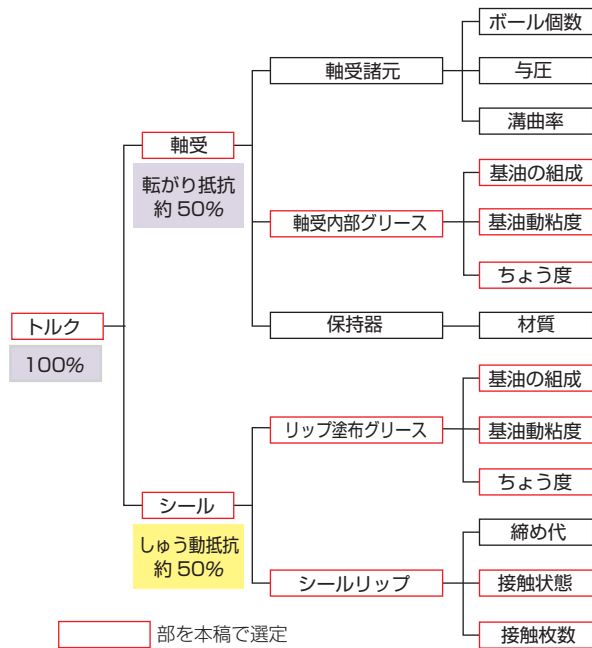 ボール個数
軸受諸元
与圧
溝曲率
軸受
転がり抵抗
約 50%
基油の組成
軸受内部グリース
基油動粘度
ちょう度
トルク
100%
保持器
材質
基油の組成
リップ塗布グリース
基油動粘度
ちょう度
シール
しゅう動抵抗
約 50%
締め代
シールリップ
接触状態
接触枚数
部を本稿で選定